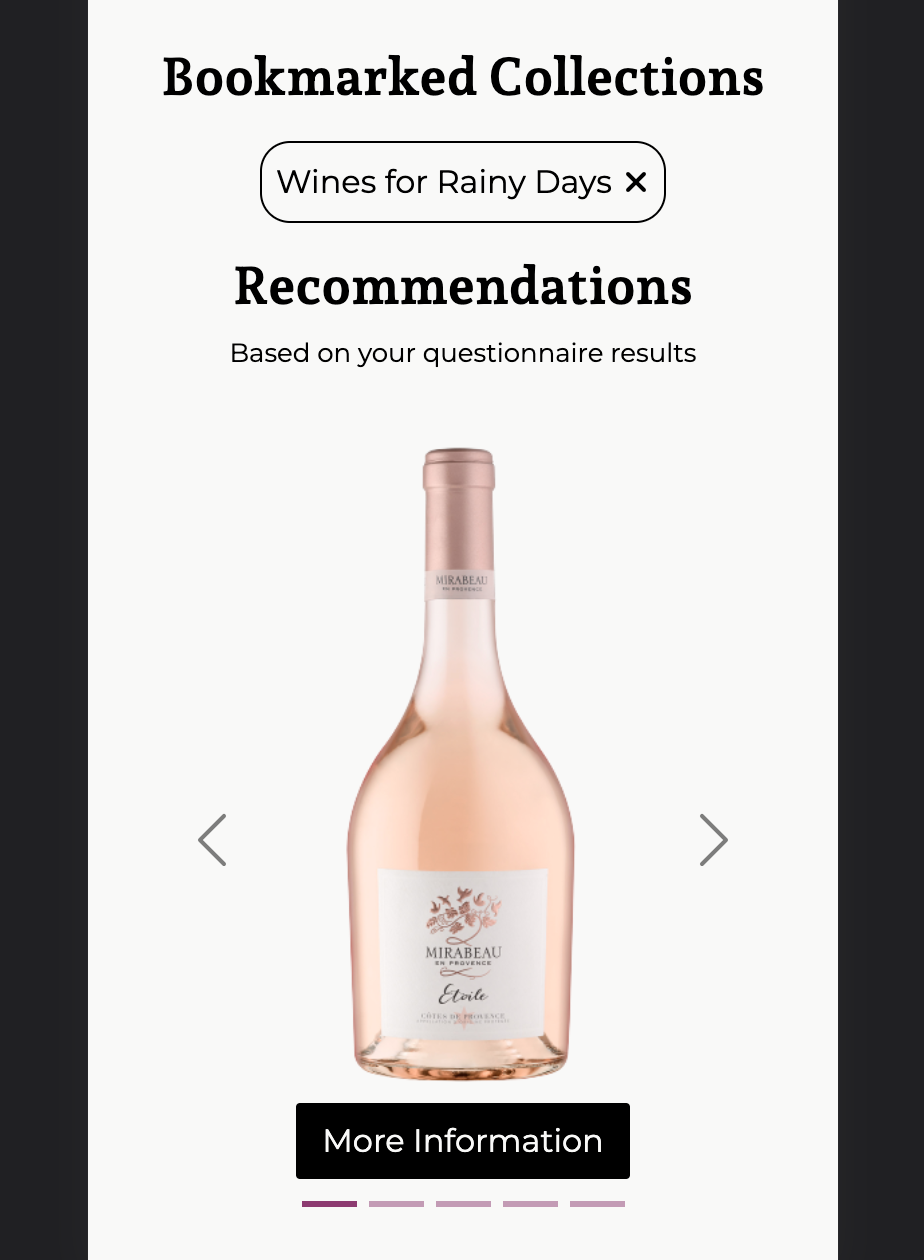 Bookmarked Collections
Wines for Rainy Days
Recommendations
Based on your questionnaire results
MIRABEAU
EN PROVENCE
MIRABEAU
EN PROVENCE
Etoile
CÔTES DE PROVENCE
More Information